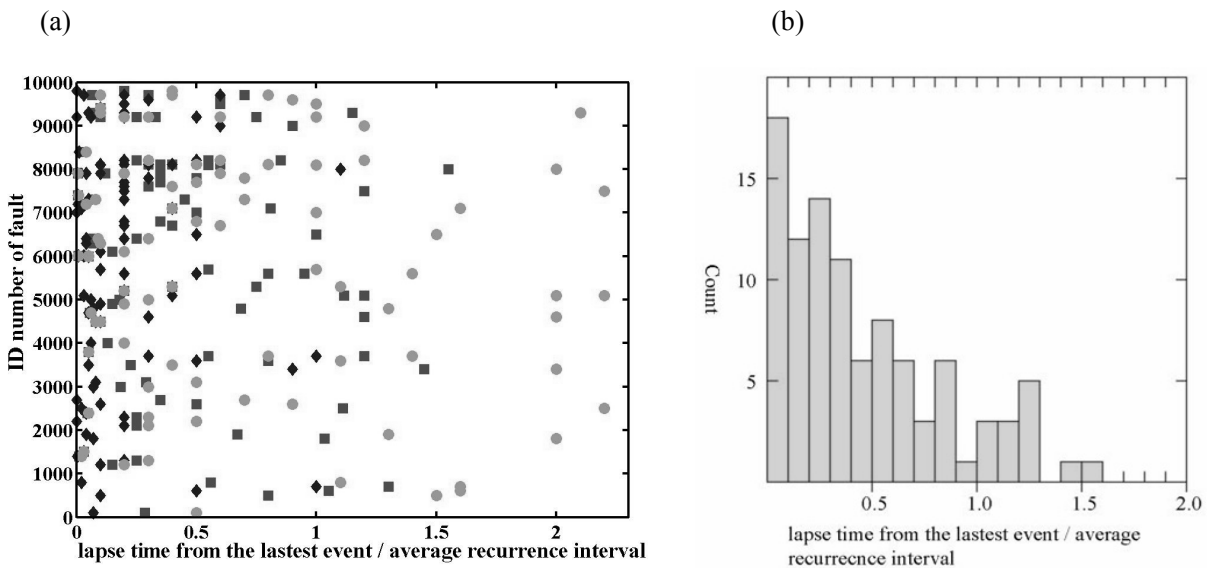 (a)
(b)
10000
9000
8000
7000
6000
5000
4000
3000
2000
1000
0
ID number of fault
0 0.5 1 1.5 2
lapse time from the lastest event / average recurrence interval
15
10
5
Count
0.5 1.0 1.5 2.0
lapse time from the lastest event / average
recurrecnce interval